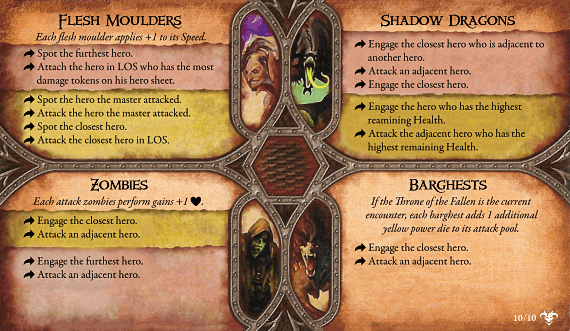 Flesh Moulders
Each flesh moulder applies +1 to its Speed.
Spot the furthest hero.
Attach the hero in LOS who has the most
damage tokens on his hero sheet.
Spot the hero the master attacked.
Attack the hero the master attacked.
Spot the closest hero.
Attack the closest hero in LOS.
Shadow Dragons
Engage the closest hero who is adjacent to
another hero.
Attack an adjacent hero.
Engage the closest hero.
Engage the hero who has the highest
reamining Health.
Attack the adjacent hero who has the
highest remaining Health.
Zombies
Each attack zombies perform gains +1 ♥.
Engage the closest hero.
Attack an adjacent hero.
Engage the furthest hero.
Attack an adjacent hero.
Barghests
If the Throne of the Fallen is the current
encounter, each barghest adds 1 additional
yellow power die to its attack pool.
Engage the closest hero.
Attack an adjacent hero.
10/10